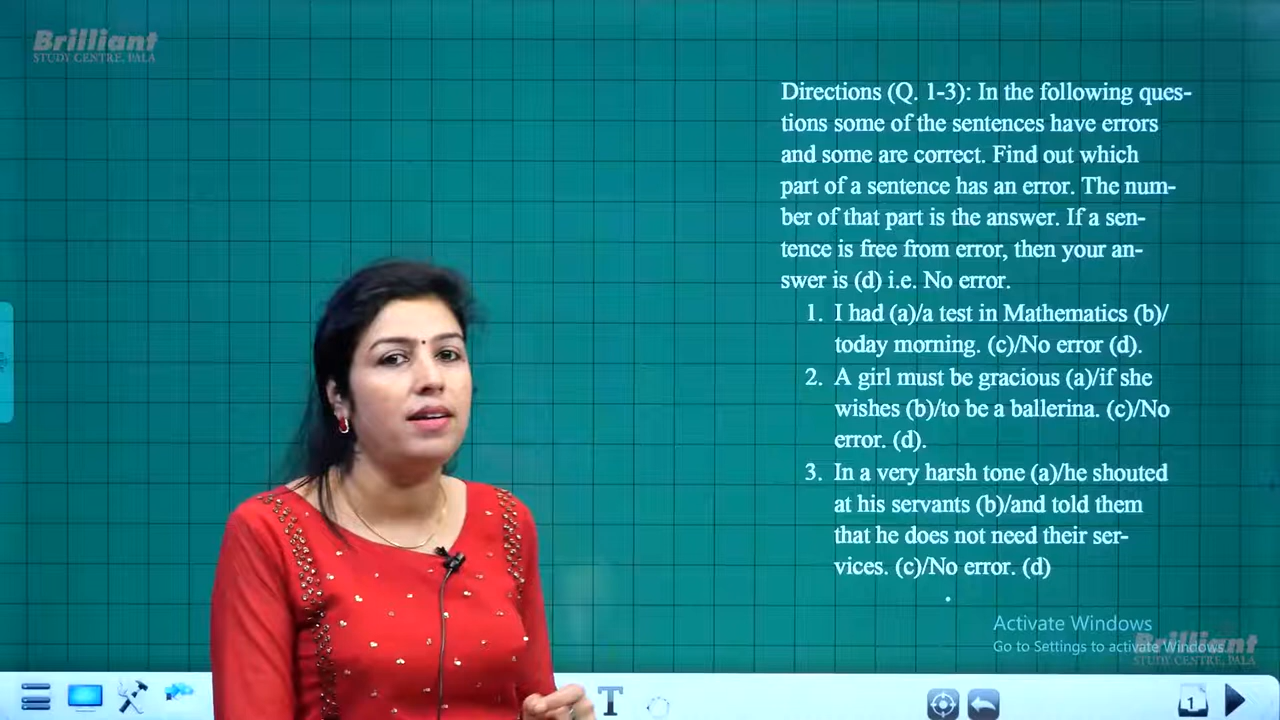 Brilliant
STUDY CENTRE, PALA
Directions (Q. 1-3): In the following ques-
tions some of the sentences have errors
and some are correct. Find out which
part of a sentence has an error. The num-
ber of that part is the answer. If a sen-
tence is free from error, then your an-
swer is (d) i.e. No error.
1. I had (a)/a test in Mathematics (b)/
today morning. (c)/No error (d).
2. A girl must be gracious (a)/if she
wishes (b)/to be a ballerina. (c)/No
error. (d).
3. In a very harsh tone (a)/he shouted
at his servants (b)/and told them
that he does not need their ser-
vices. (c)/No error. (d)
Activate Windows
Go to Settings to activate Windows.
Brilliant
STUDY CENTRE, PALA
T
1